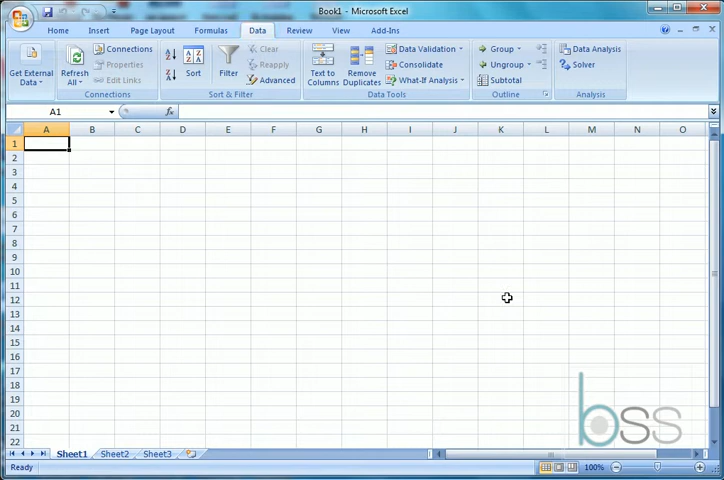 Book1 - Microsoft Excel
Home Insert Page Layout Formulas Data Review View Add-Ins
Get External Data
Refresh All
Connections
Properties
Edit Links
Connections
Sort
Filter
Clear
Reapply
Advanced
Sort & Filter
Text to Columns
Remove Duplicates
Data Validation
Consolidate
What-If Analysis
Data Tools
Group
Ungroup
Subtotal
Outline
Data Analysis
Solver
Analysis
A1 fx
A B C D E F G H I J K L M N O
1
2
3
4
5
6
7
8
9
10
11
12
13
14
15
16
17
18
19
20
21
22
bss
Sheet1 Sheet2 Sheet3
Ready 100%